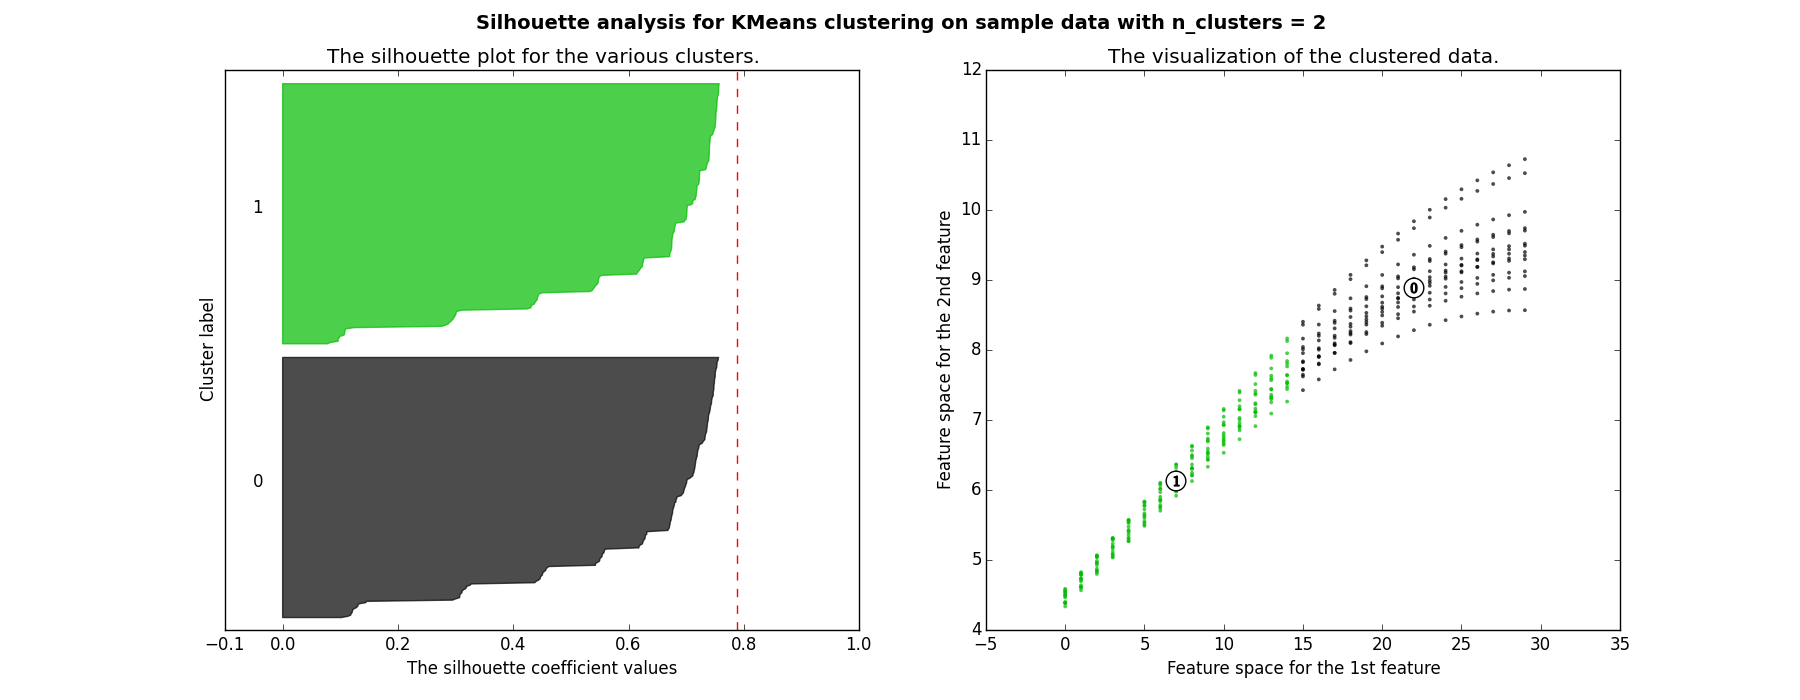 Silhouette analysis for KMeans clustering on sample data with n_clusters = 2
The silhouette plot for the various clusters.
Cluster label
1
0
−0.1 0.0 0.2 0.4 0.6 0.8 1.0
The silhouette coefficient values
The visualization of the clustered data.
Feature space for the 2nd feature
12
11
10
9
8
7
6
5
4
0
1
−5 0 5 10 15 20 25 30 35
Feature space for the 1st feature